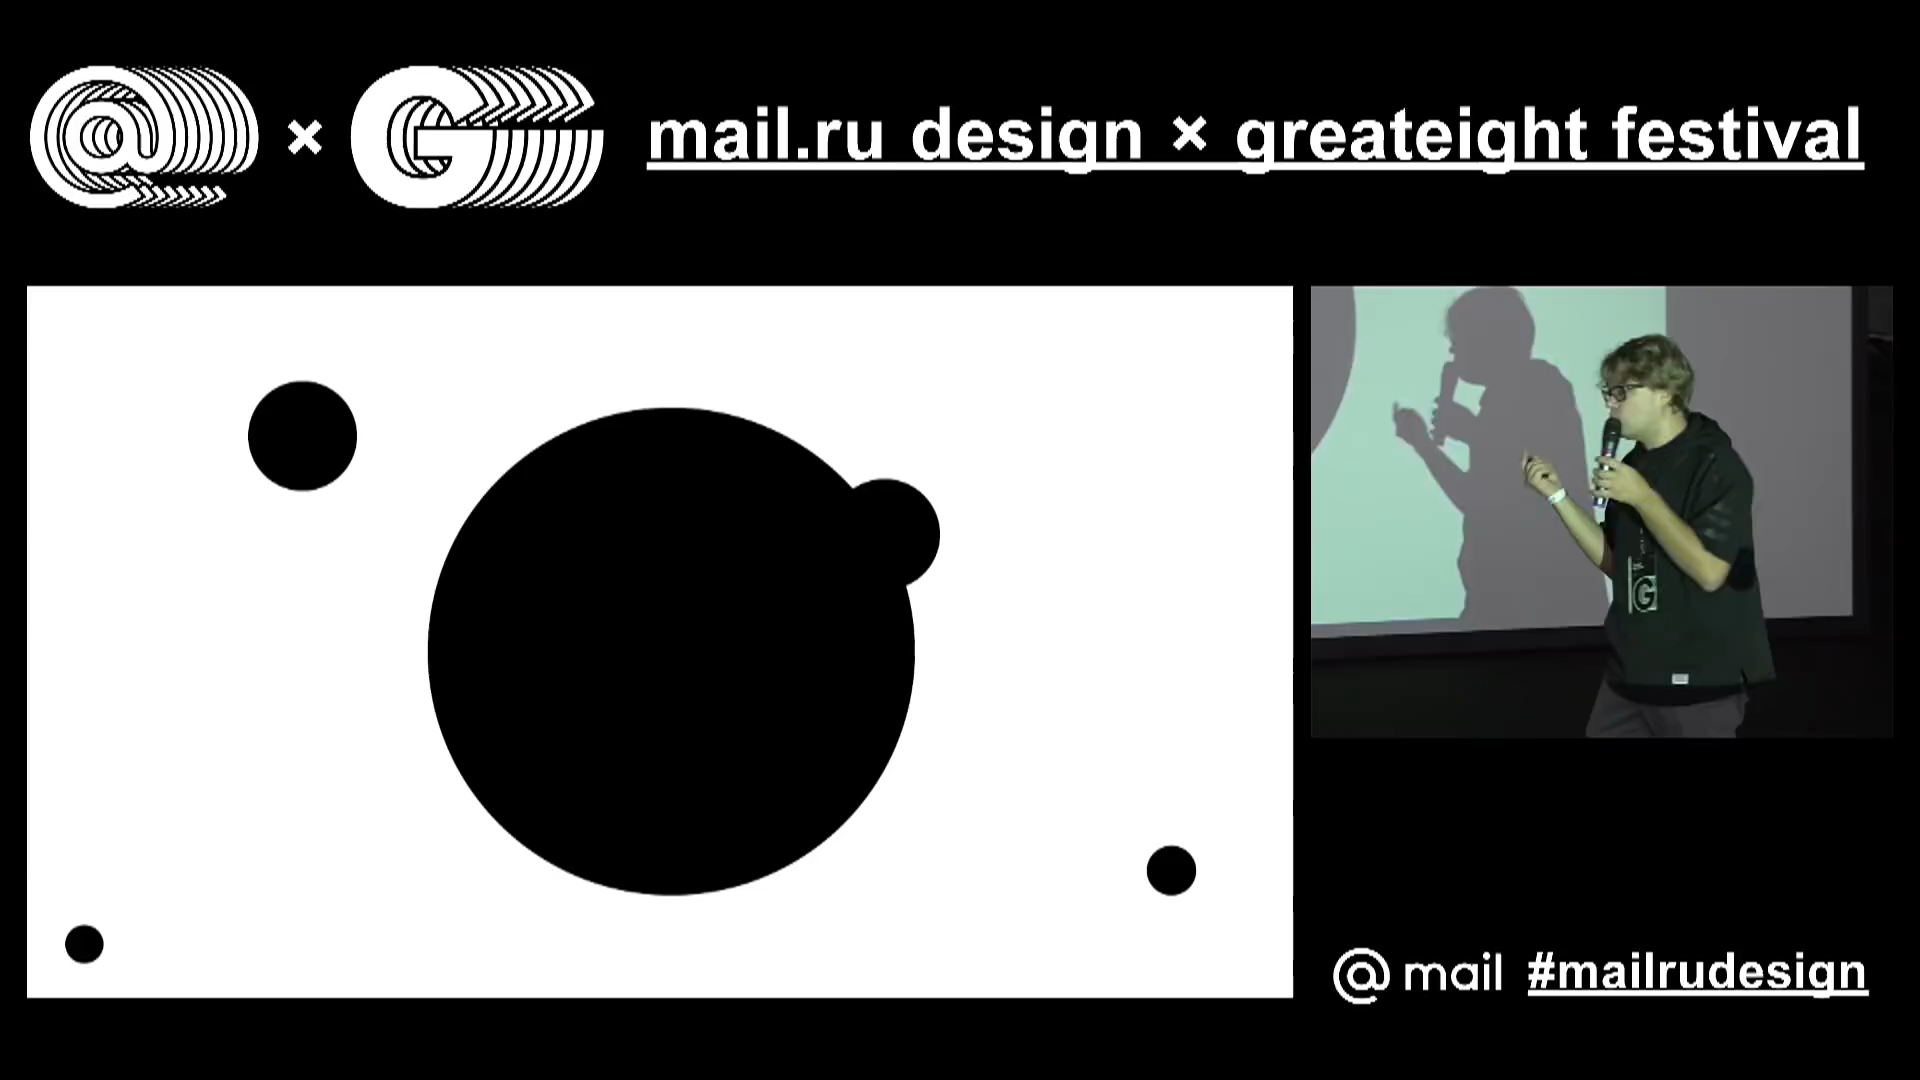 @ × G mail.ru design × greateight festival
G
@ mail #mailrudesign